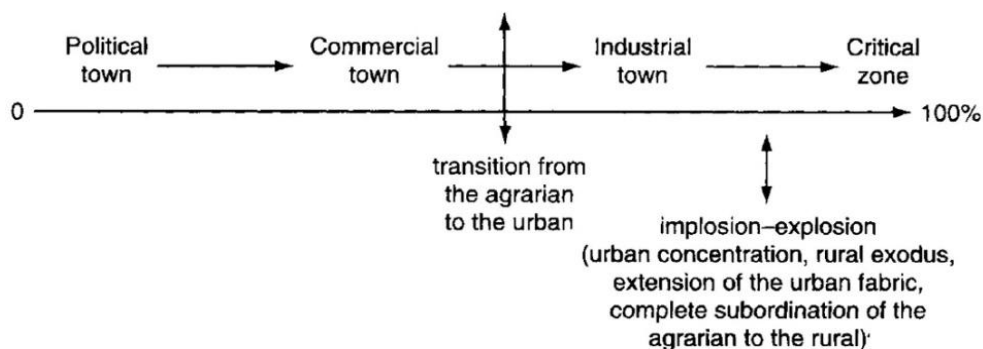 Political town
Commercial town
Industrial town
Critical zone
0
100%
transition from
the agrarian
to the urban
implosion–explosion
(urban concentration, rural exodus,
extension of the urban fabric,
complete subordination of the
agrarian to the rural)